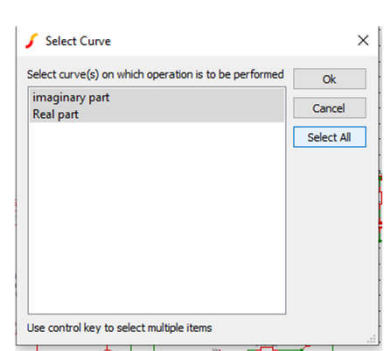 Select Curve
Select curve(s) on which operation is to be performed
Ok
imaginary part
Real part
Cancel
Select All
Use control key to select multiple items